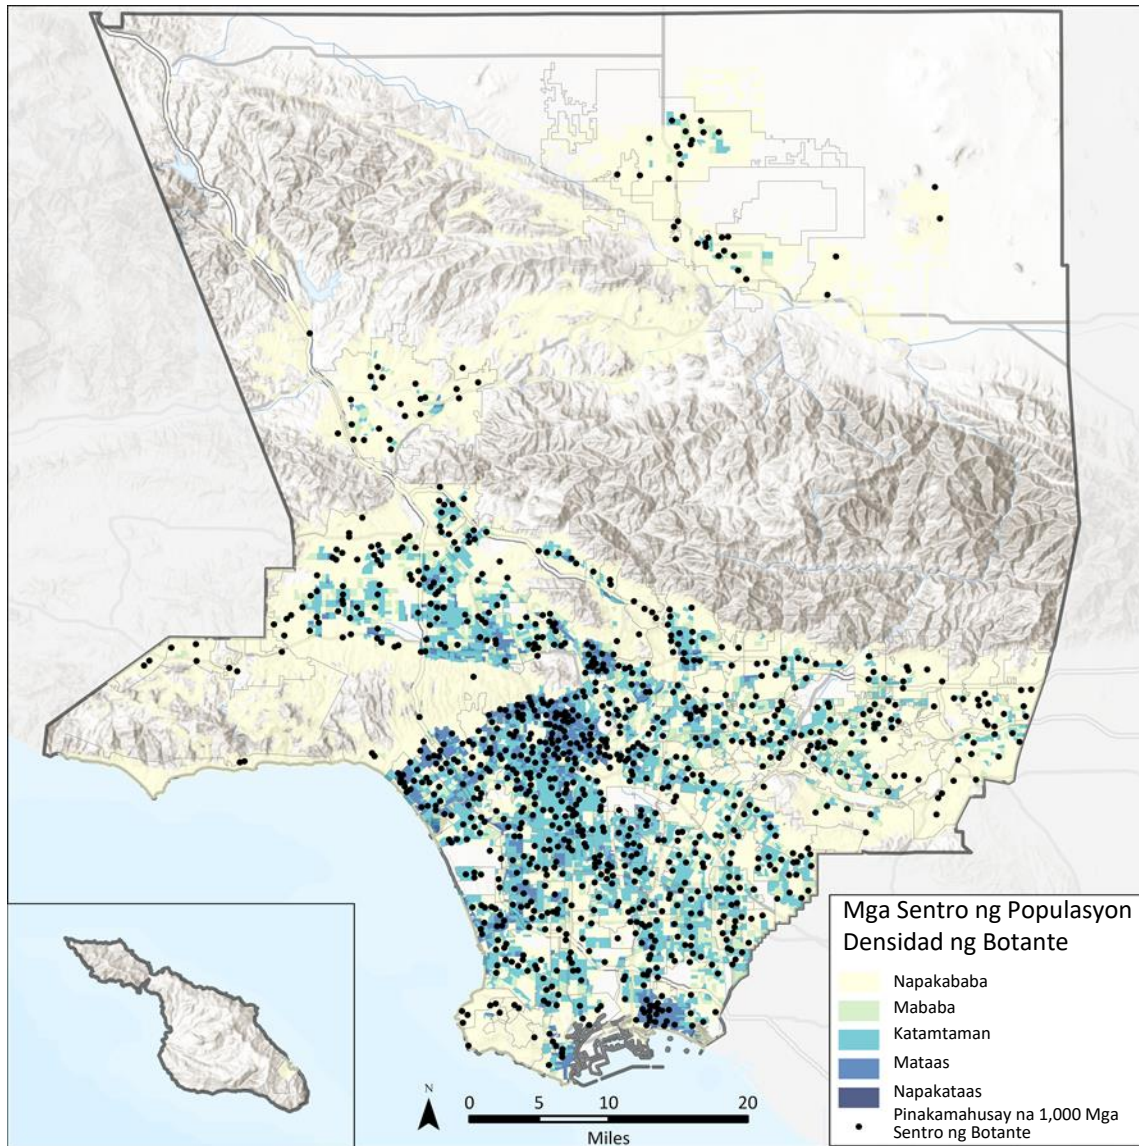 Mga Sentro ng Populasyon
Densidad ng Botante
Napakababa
Mababa
Katamtaman
Mataas
Napakataas
Pinakamahusay na 1,000 Mga
Sentro ng Botante
N
0 5 10 20
Miles